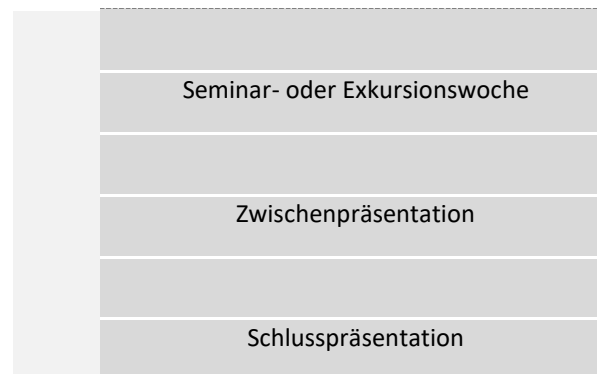 Seminar- oder Exkursionswoche
Zwischenpräsentation
Schlusspräsentation